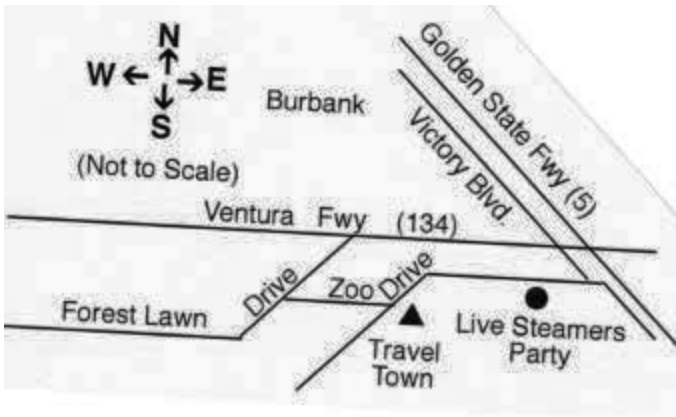 N
W E
S
(Not to Scale)
Burbank
Golden State Fwy (5)
Victory Blvd.
Ventura Fwy (134)
Forest Lawn Drive
Zoo Drive
Travel
Town
Live Steamers
Party